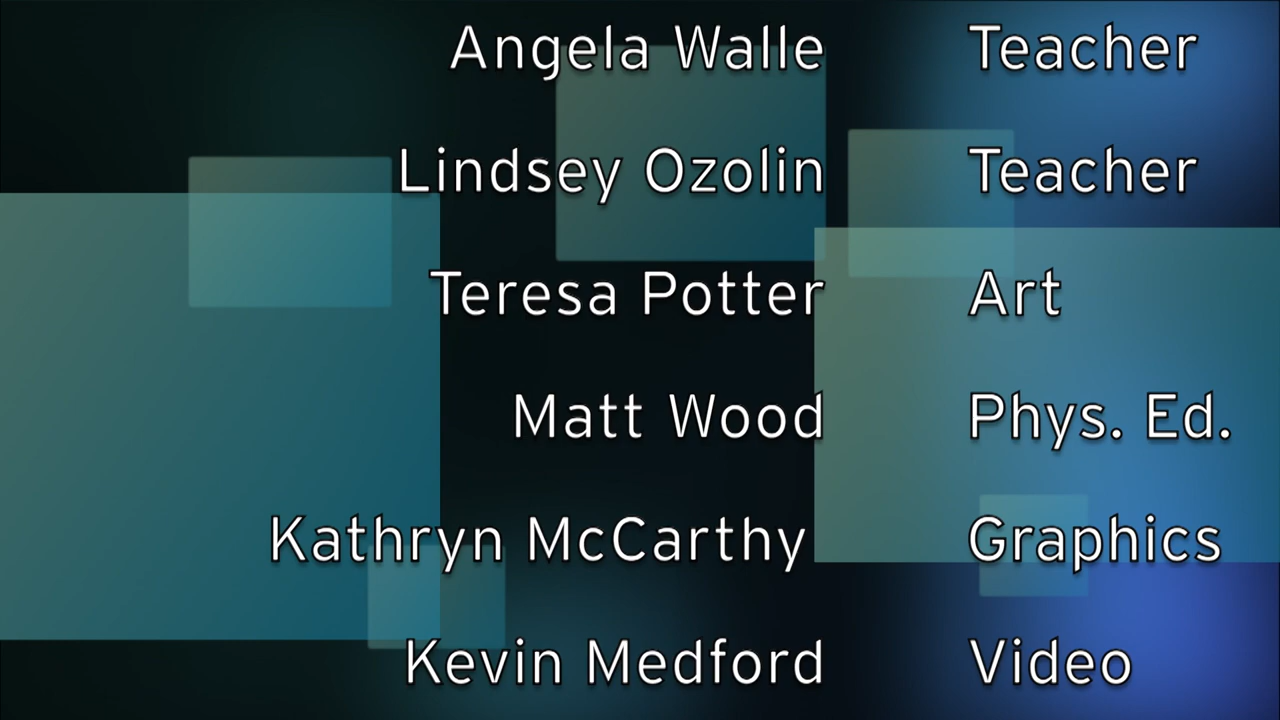 Angela Walle Teacher
Lindsey Ozolin Teacher
Teresa Potter Art
Matt Wood Phys. Ed.
Kathryn McCarthy Graphics
Kevin Medford Video